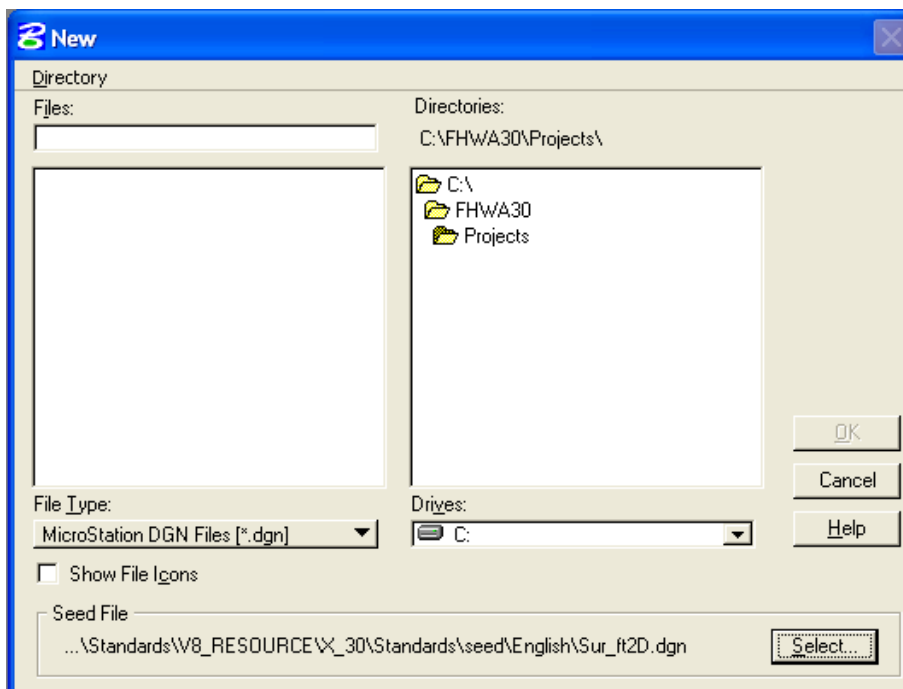 New
Directory
Files:
Directories:
C:\FHWA30\Projects\
C:\
FHWA30
Projects
OK
Cancel
Help
File Type:
Drives:
MicroStation DGN Files [*.dgn]
C:
Show File Icons
Seed File
...\Standards\V8_RESOURCE\X_30\Standards\seed\English\Sur_ft2D.dgn
Select...